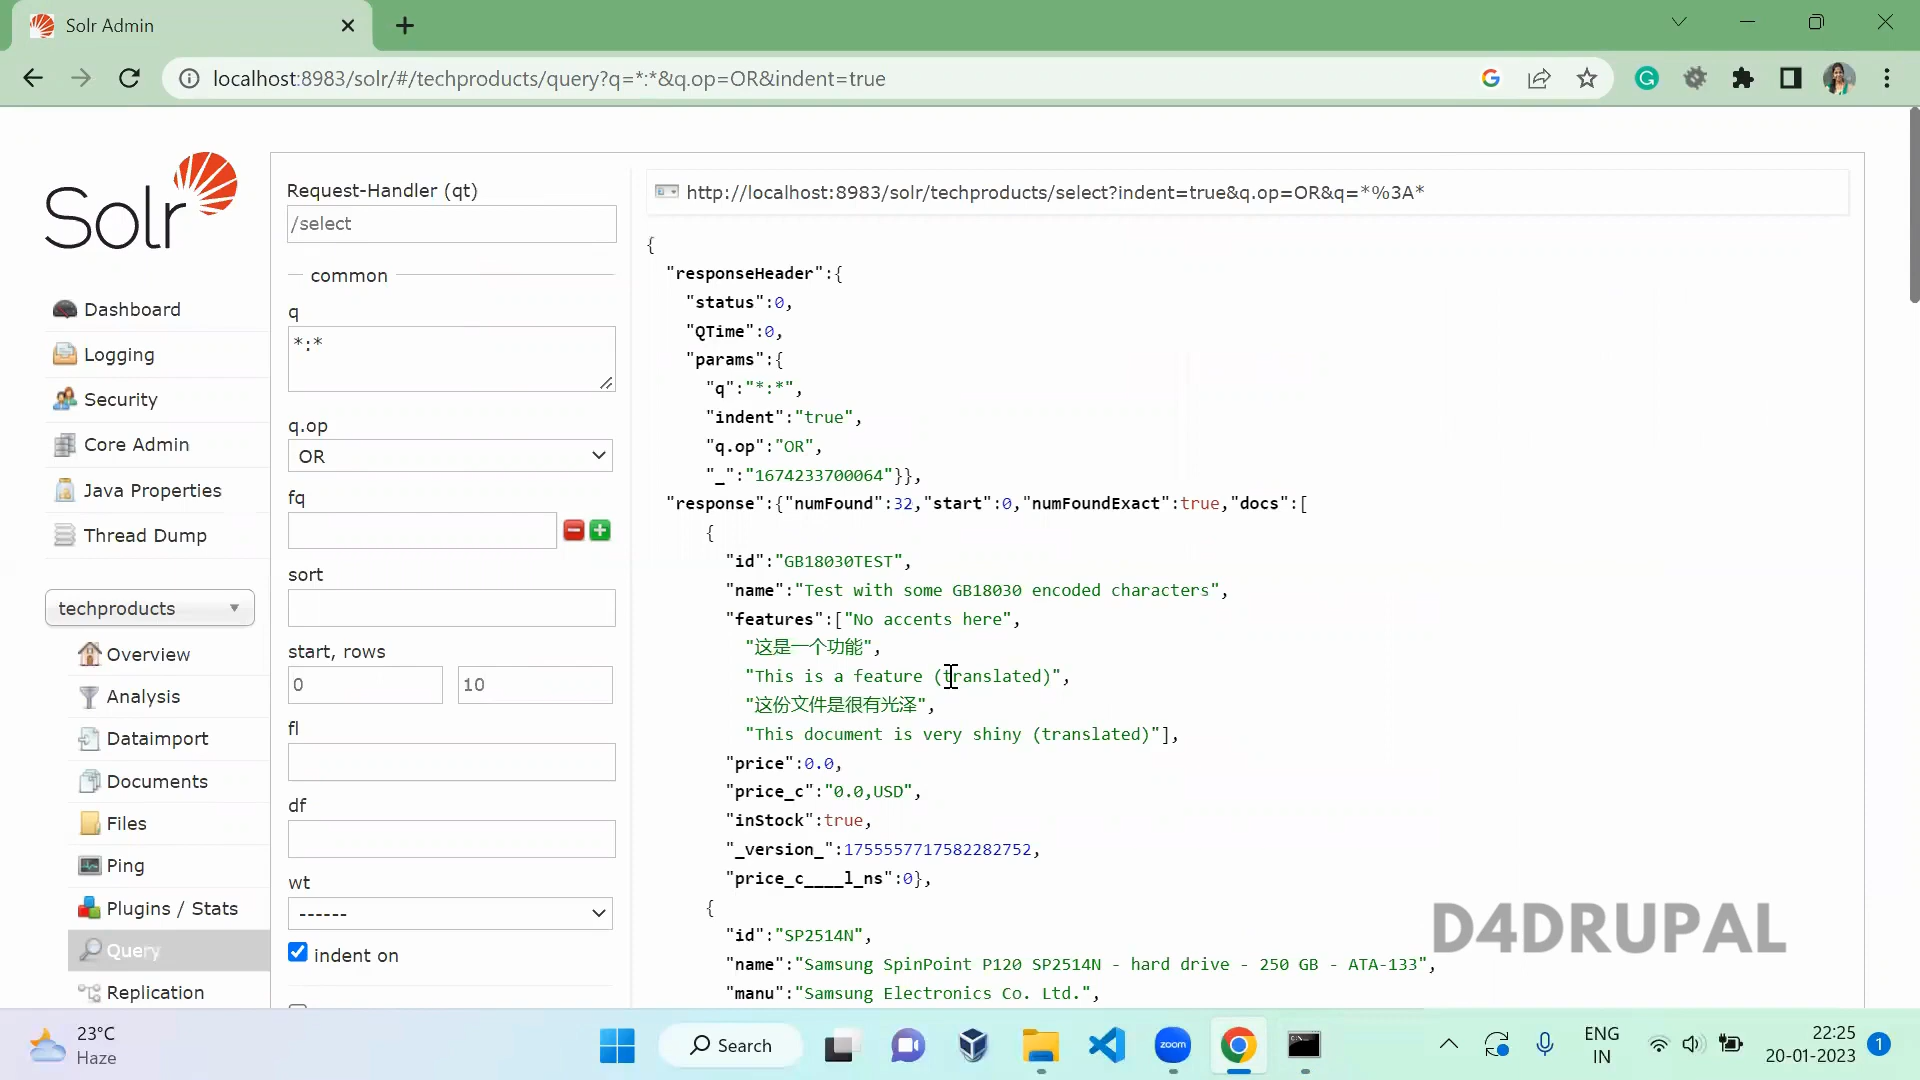 Solr Admin
localhost:8983/solr/#/techproducts/query?q=*:*&q.op=OR&indent=true
Solr
Dashboard
Logging
Security
Core Admin
Java Properties
Thread Dump
techproducts
Overview
Analysis
Dataimport
Documents
Files
Ping
Plugins / Stats
Query
Replication
Request-Handler (qt)
/select
common
q
*:*
q.op
OR
fq
sort
start, rows
0 10
fl
df
wt
------
indent on
http://localhost:8983/solr/techproducts/select?indent=true&q.op=OR&q=*%3A*
{
"responseHeader":{
"status":0,
"QTime":0,
"params":{
"q":"*:*",
"indent":"true",
"q.op":"OR",
"_":"1674233700064"}},
"response":{"numFound":32,"start":0,"numFoundExact":true,"docs":[
{
"id":"GB18030TEST",
"name":"Test with some GB18030 encoded characters",
"features":["No accents here",
"这是一个功能",
"This is a feature (translated)",
"这份文件是很有光泽",
"This document is very shiny (translated)"],
"price":0.0,
"price_c":"0.0,USD",
"inStock":true,
"_version_":1755557717582282752,
"price_c____l_ns":0},
{
"id":"SP2514N",
"name":"Samsung SpinPoint P120 SP2514N - hard drive - 250 GB - ATA-133",
"manu":"Samsung Electronics Co. Ltd.",
D4DRUPAL
23°C
Haze
Search
zoom
ENG
IN
22:25
20-01-2023
1